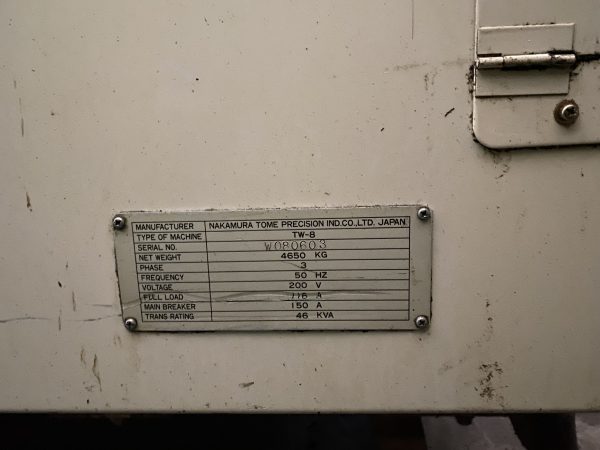 MANUFACTURER NAKAMURA TOME PRECISION IND.CO.,LTD. JAPAN
TYPE OF MACHINE TW-8
SERIAL NO. W080603
NET WEIGHT 4650 KG
PHASE 3
FREQUENCY 50 HZ
VOLTAGE 200 V
FULL LOAD 116 A
MAIN BREAKER 150 A
TRANS RATING 46 KVA